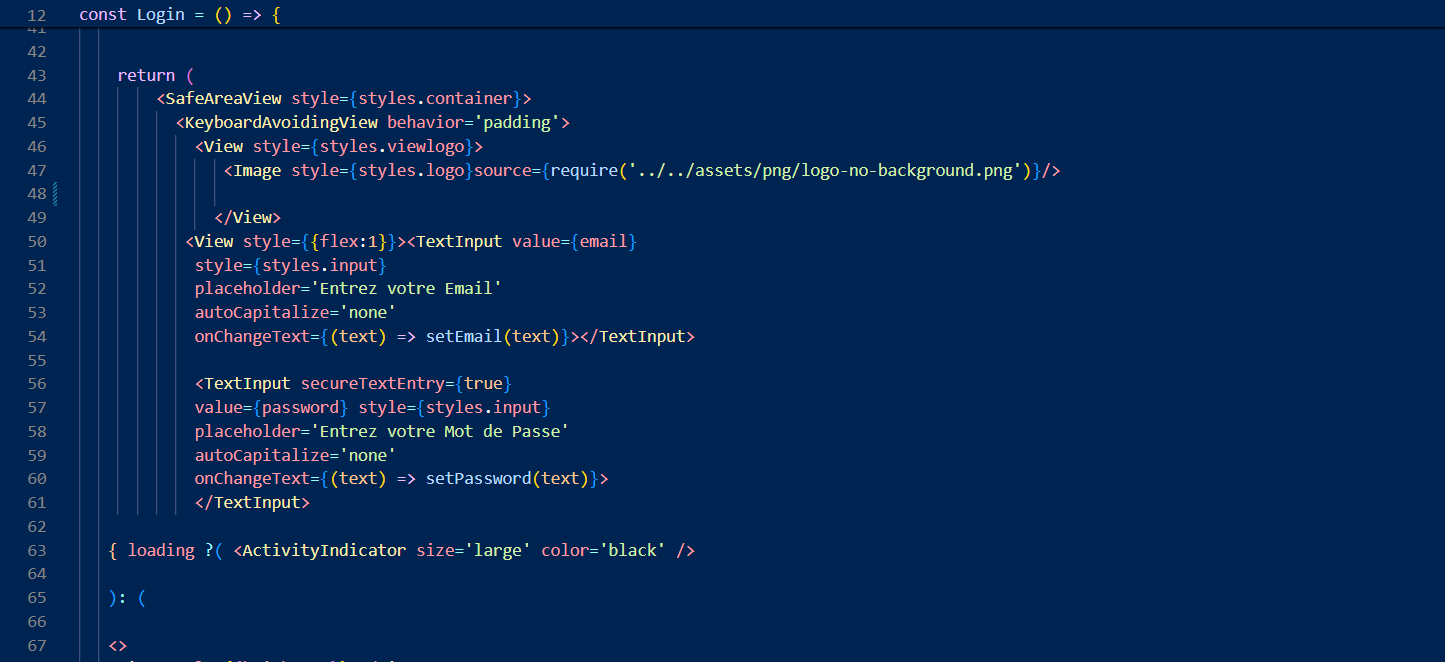 12 const Login = () => {
41
42
43 return (
44 <SafeAreaView style={styles.container}>
45 <KeyboardAvoidingView behavior='padding'>
46 <View style={styles.viewlogo}>
47 <Image style={styles.logo}source={require('../../assets/png/logo-no-background.png')}/>
48
49 </View>
50 <View style={{flex:1}}><TextInput value={email}
51 style={styles.input}
52 placeholder='Entrez votre Email'
53 autoCapitalize='none'
54 onChangeText={(text) => setEmail(text)}></TextInput>
55
56 <TextInput secureTextEntry={true}
57 value={password} style={styles.input}
58 placeholder='Entrez votre Mot de Passe'
59 autoCapitalize='none'
60 onChangeText={(text) => setPassword(text)}>
61 </TextInput>
62
63 { loading ?( <ActivityIndicator size='large' color='black' />
64
65 ): (
66
67 <>